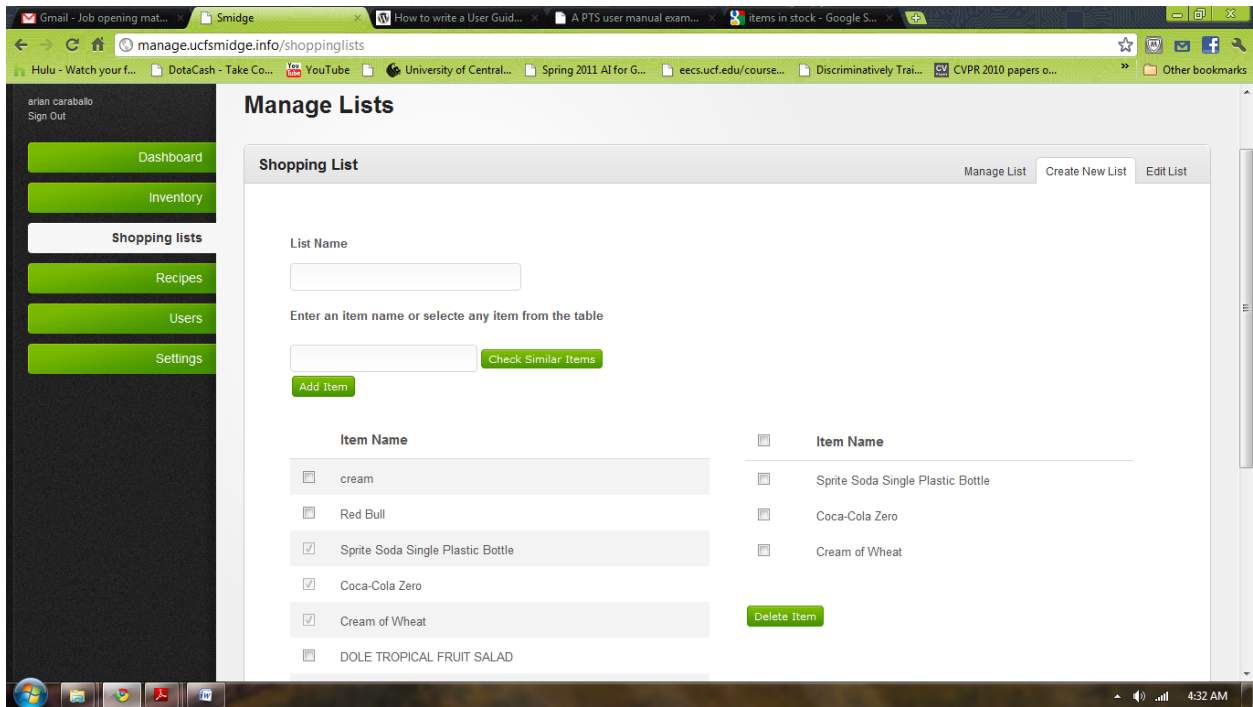 Gmail - Job opening mat...
Smidge
How to write a User Guid...
A PTS user manual exam...
items in stock - Google S...
manage.ucfsmidge.info/shoppinglists
Hulu - Watch your f...
DotaCash - Take Co...
YouTube
University of Central...
Spring 2011 AI for G...
eecs.ucf.edu/course...
Discriminatively Trai...
CVPR 2010 papers o...
»
Other bookmarks
arian caraballo
Sign Out
Dashboard
Inventory
Shopping lists
Recipes
Users
Settings
Manage Lists
Shopping List
Manage List
Create New List
Edit List
List Name
Enter an item name or selecte any item from the table
Check Similar Items
Add Item
Item Name
cream
Red Bull
Sprite Soda Single Plastic Bottle
Coca-Cola Zero
Cream of Wheat
DOLE TROPICAL FRUIT SALAD
Item Name
Sprite Soda Single Plastic Bottle
Coca-Cola Zero
Cream of Wheat
Delete Item
4:32 AM